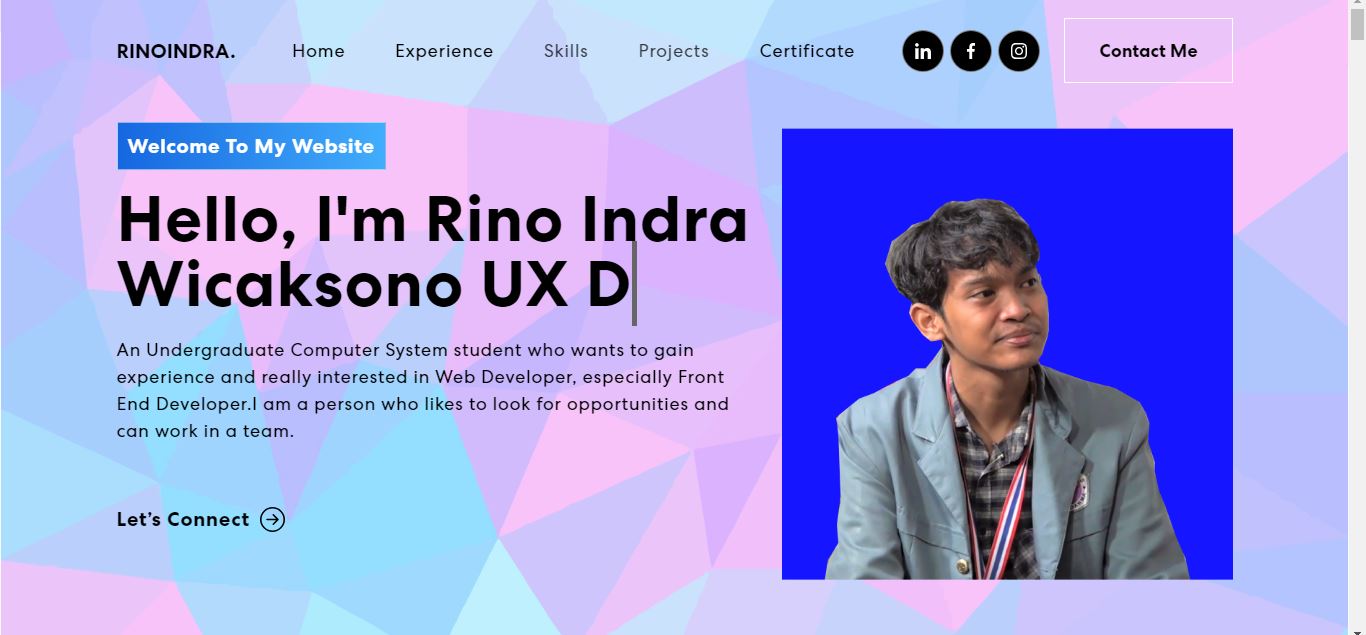 RINOINDRA. Home Experience Skills Projects Certificate in f Contact Me
Welcome To My Website
Hello, I'm Rino Indra
Wicaksono UX D
An Undergraduate Computer System student who wants to gain
experience and really interested in Web Developer, especially Front
End Developer.I am a person who likes to look for opportunities and
can work in a team.
Let’s Connect